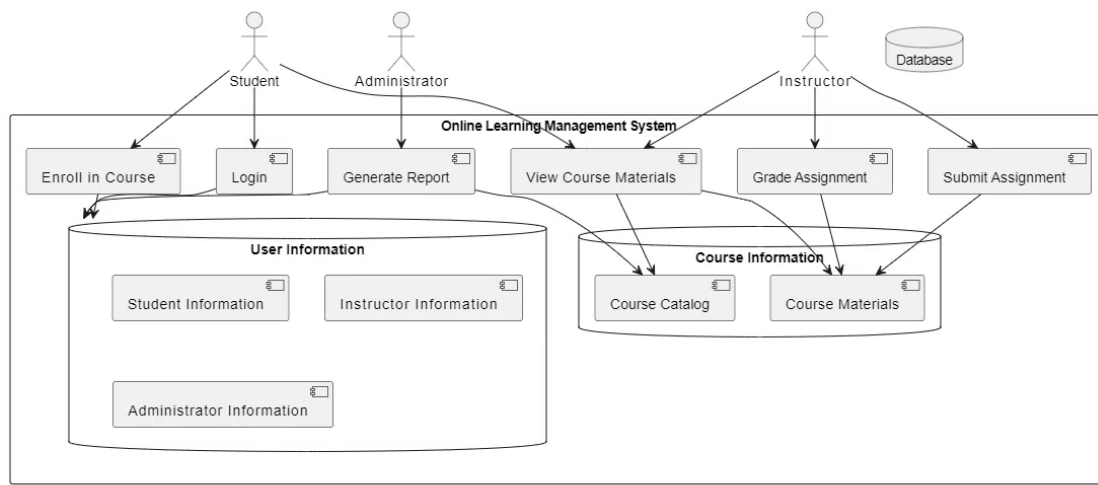 Student
Administrator
Instructor
Database
Online Learning Management System
Enroll in Course
Login
Generate Report
View Course Materials
Grade Assignment
Submit Assignment
User Information
Course Information
Student Information
Instructor Information
Course Catalog
Course Materials
Administrator Information